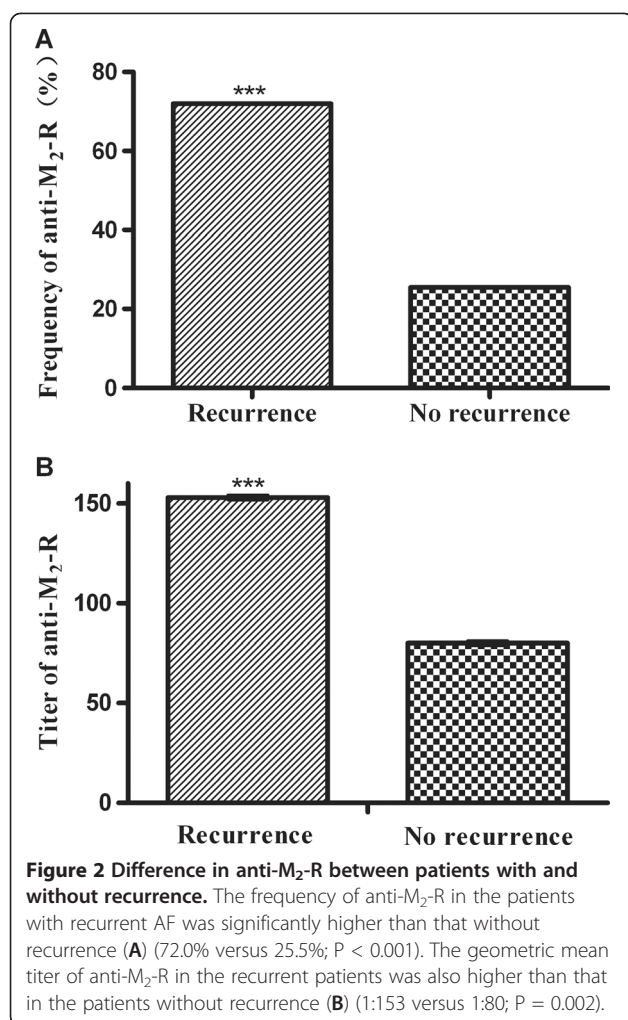 A
Frequency of anti-M₂-R (%)
80
60
40
20
0
***
Recurrence No recurrence
B
Titer of anti-M₂-R
150
100
50
0
***
Recurrence No recurrence
Figure 2 Difference in anti-M₂-R between patients with and
without recurrence. The frequency of anti-M₂-R in the patients
with recurrent AF was significantly higher than that without
recurrence (A) (72.0% versus 25.5%; P < 0.001). The geometric mean
titer of anti-M₂-R in the recurrent patients was also higher than that
in the patients without recurrence (B) (1:153 versus 1:80; P = 0.002).